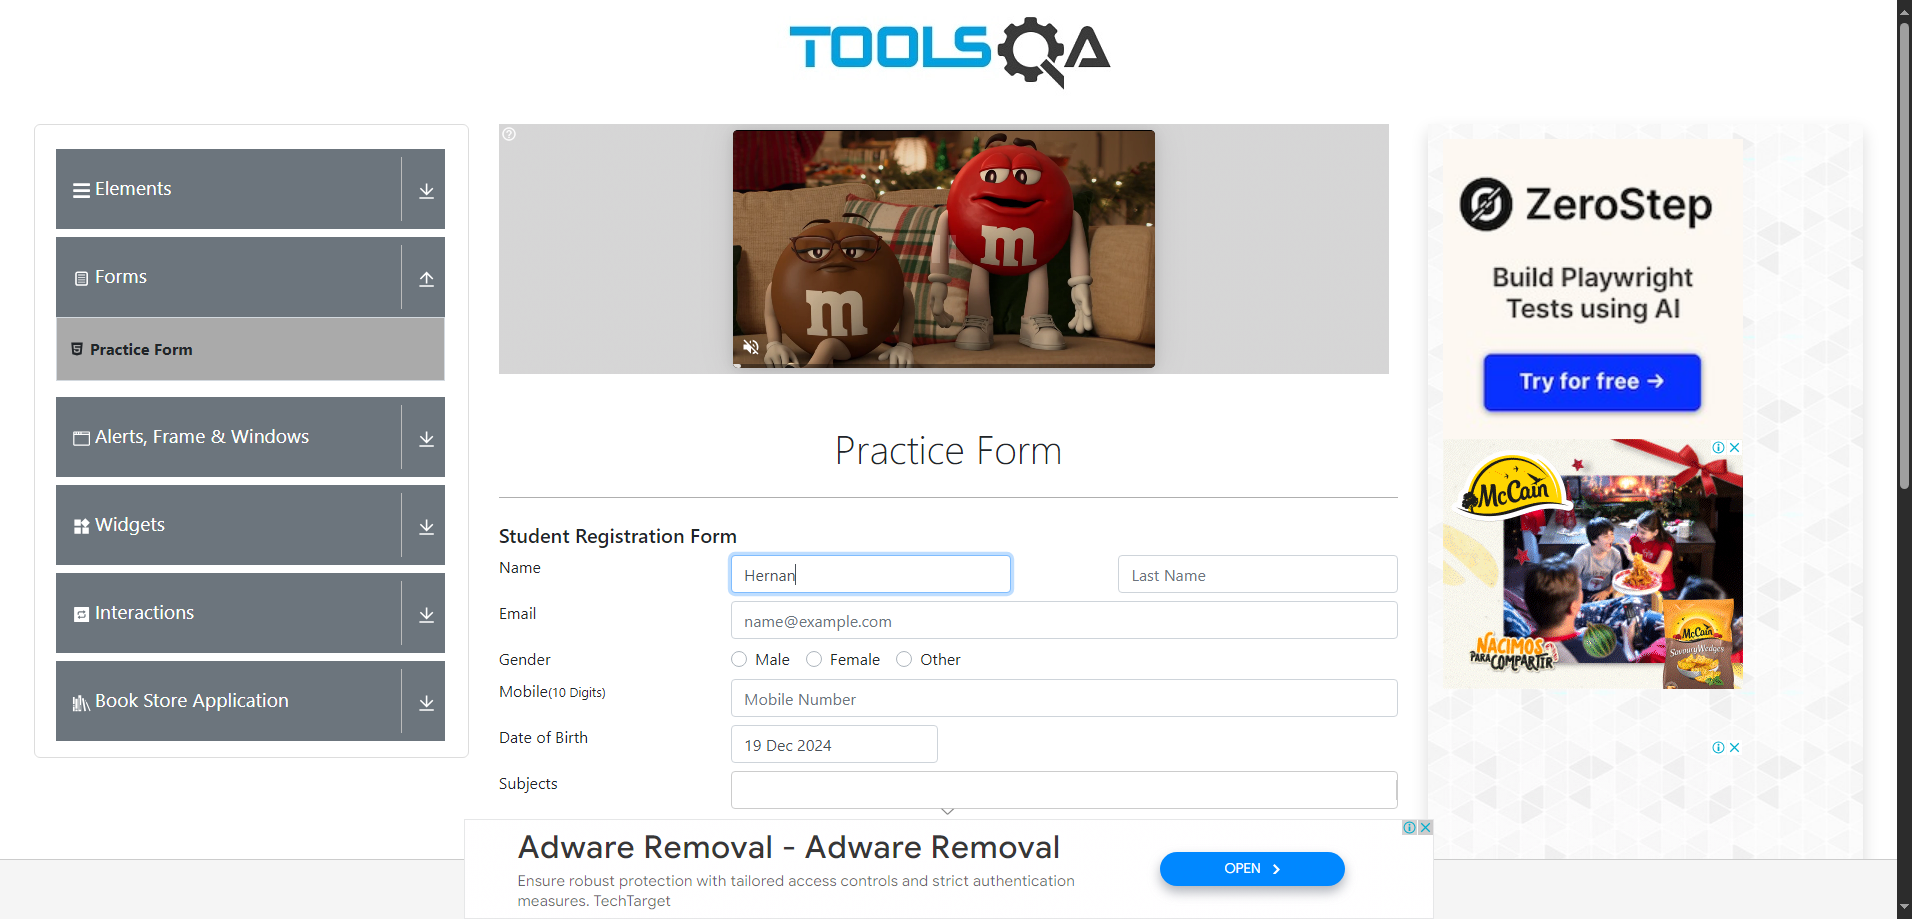 TOOLSQA
Elements
Forms
Practice Form
Alerts, Frame & Windows
Widgets
Interactions
Book Store Application
m
m
Practice Form
Student Registration Form
Name
Hernan
Last Name
Email
name@example.com
Gender
Male
Female
Other
Mobile(10 Digits)
Mobile Number
Date of Birth
19 Dec 2024
Subjects
ZeroStep
Build Playwright
Tests using AI
Try for free →
McCain
NACIMOS
PARA COMPARTIR
McCain
Savoury Wedges
Adware Removal - Adware Removal
Ensure robust protection with tailored access controls and strict authentication
measures. TechTarget
OPEN